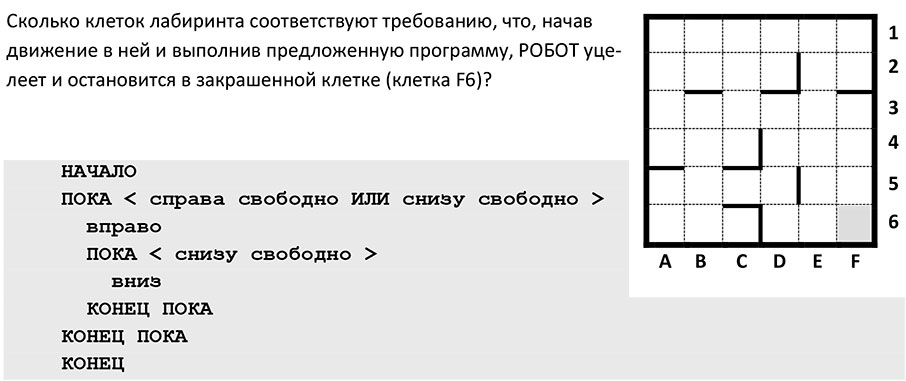 Сколько клеток лабиринта соответствуют требованию, что, начав
движение в ней и выполнив предложенную программу, РОБОТ уце-
леет и остановится в закрашенной клетке (клетка F6)?
НАЧАЛО
ПОКА < справа свободно ИЛИ снизу свободно >
вправо
ПОКА < снизу свободно >
вниз
КОНЕЦ ПОКА
КОНЕЦ ПОКА
КОНЕЦ
1
2
3
4
5
6
A B C D E F